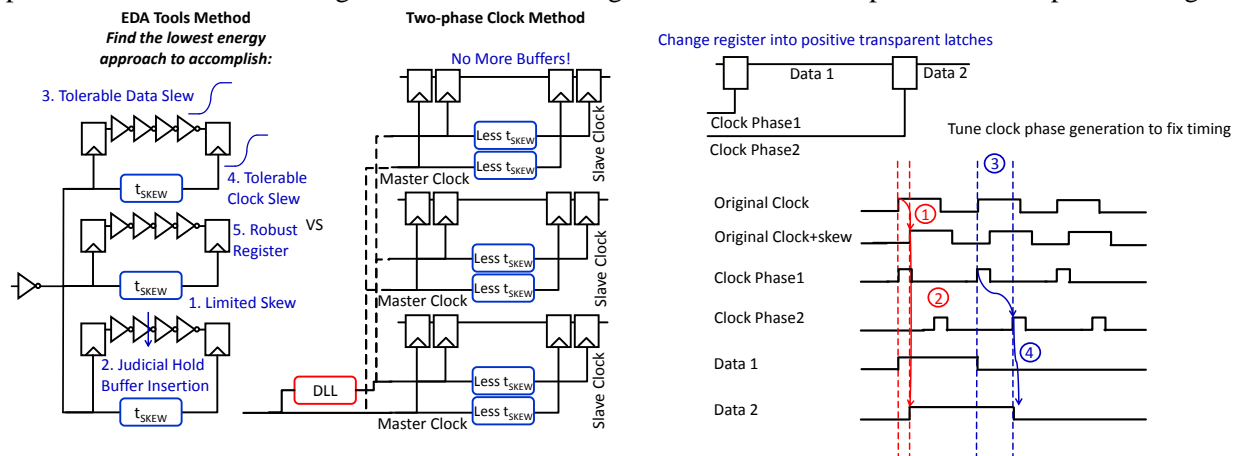 EDA Tools Method
Find the lowest energy
approach to accomplish:
3. Tolerable Data Slew
tSKEW
4. Tolerable
Clock Slew
5. Robust
Register
tSKEW
1. Limited Skew
2. Judicial Hold
Buffer Insertion
tSKEW
VS
Two-phase Clock Method
No More Buffers!
Less tSKEW
Less tSKEW
Master Clock
Slave Clock
Less tSKEW
Less tSKEW
Master Clock
Slave Clock
DLL
Less tSKEW
Less tSKEW
Master Clock
Slave Clock
Change register into positive transparent latches
Data 1
Data 2
Clock Phase1
Clock Phase2
Tune clock phase generation to fix timing
3
Original Clock
1
Original Clock+skew
Clock Phase1
2
Clock Phase2
4
Data 1
Data 2